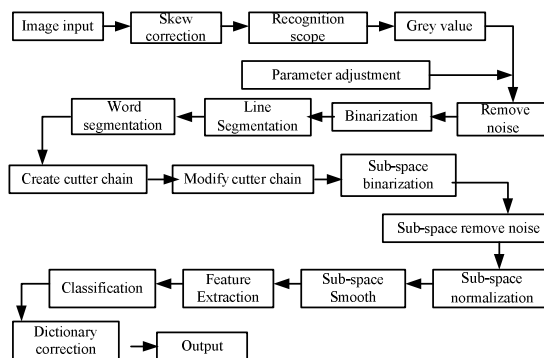 Image input
Skew
correction
Recognition
scope
Grey value
Parameter adjustment
Remove
noise
Binarization
Line
Segmentation
Word
segmentation
Create cutter chain
Modify cutter chain
Sub-space
binarization
Sub-space remove noise
Sub-space
normalization
Sub-space
Smooth
Feature
Extraction
Classification
Dictionary
correction
Output